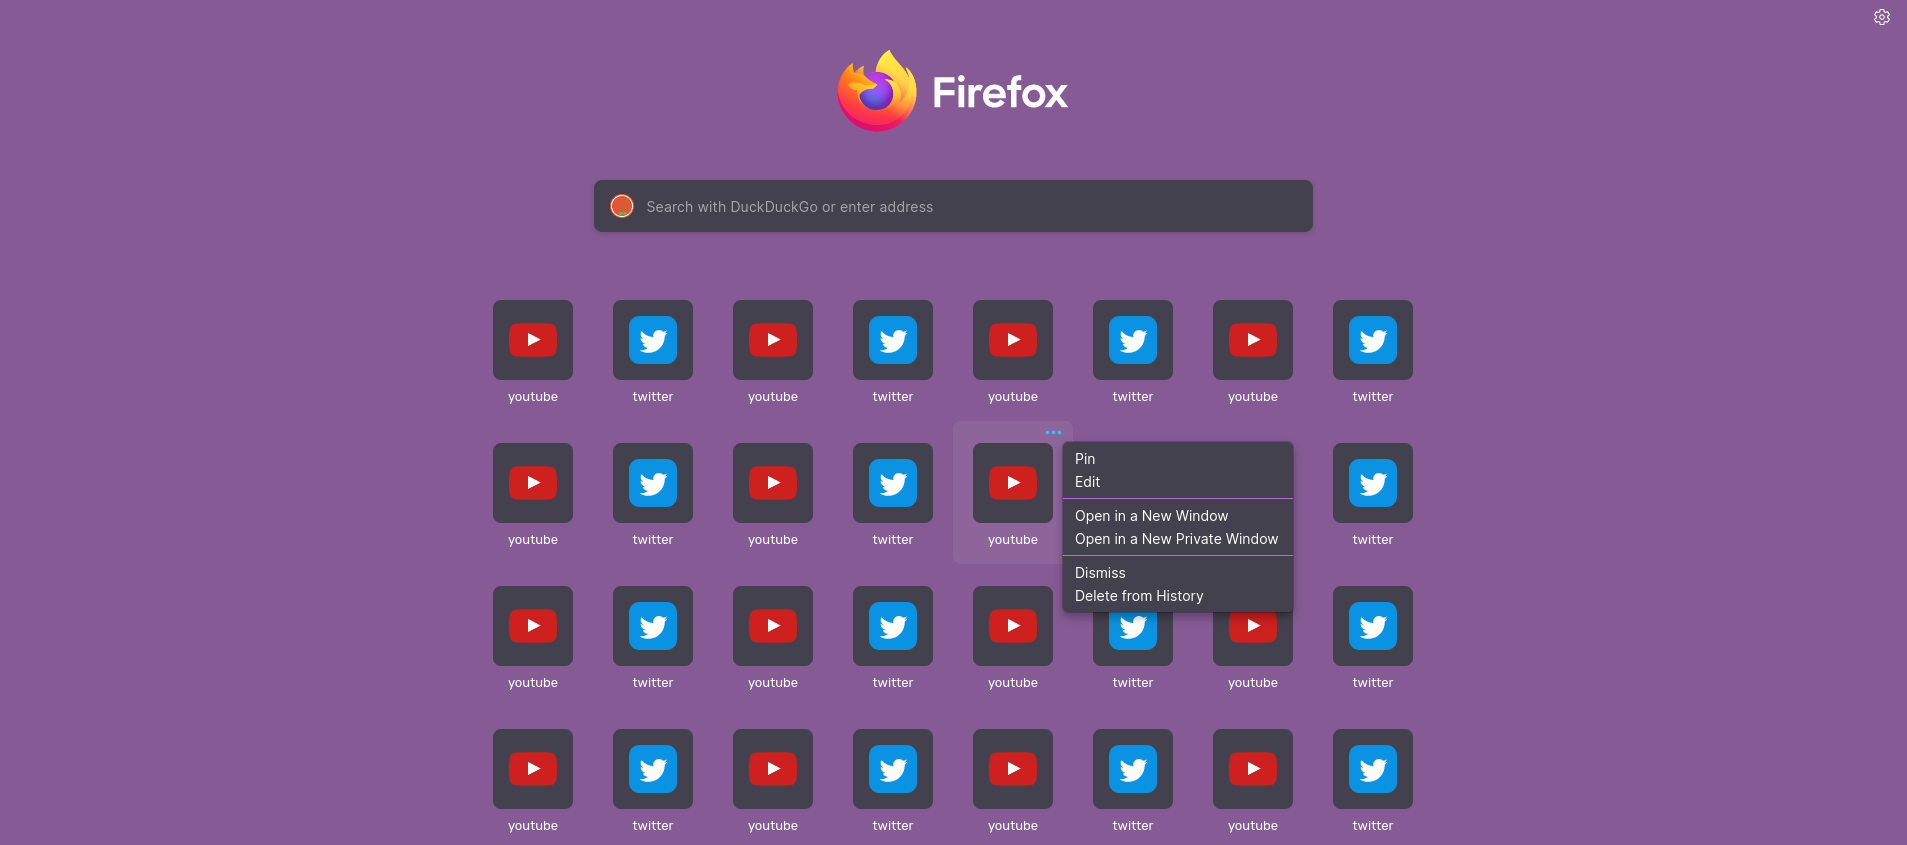 Firefox
Search with DuckDuckGo or enter address
youtube twitter youtube twitter youtube twitter youtube twitter
Pin
Edit
Open in a New Window
Open in a New Private Window
Dismiss
Delete from History
youtube twitter youtube twitter youtube twitter
youtube twitter youtube twitter youtube twitter youtube twitter
youtube twitter youtube twitter youtube twitter youtube twitter